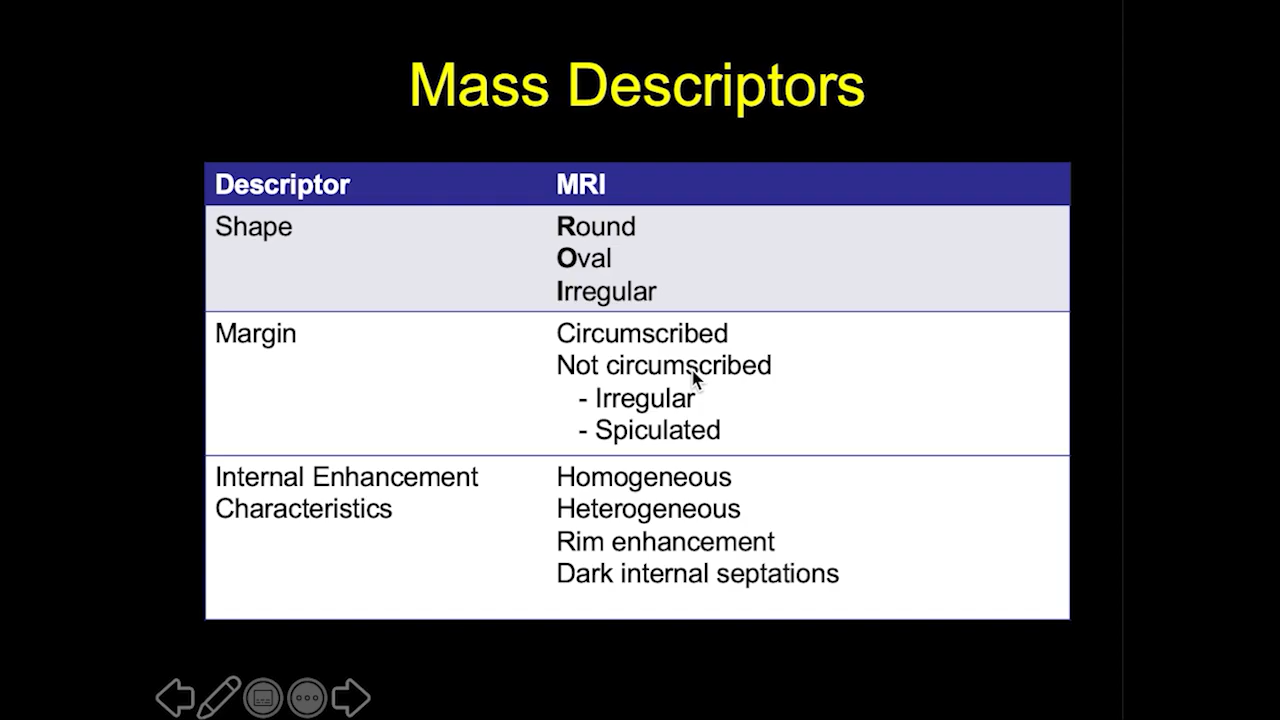 Mass Descriptors
Descriptor MRI
Shape Round
Oval
Irregular
Margin Circumscribed
Not circumscribed
- Irregular
- Spiculated
Internal Enhancement Homogeneous
Characteristics Heterogeneous
Rim enhancement
Dark internal septations